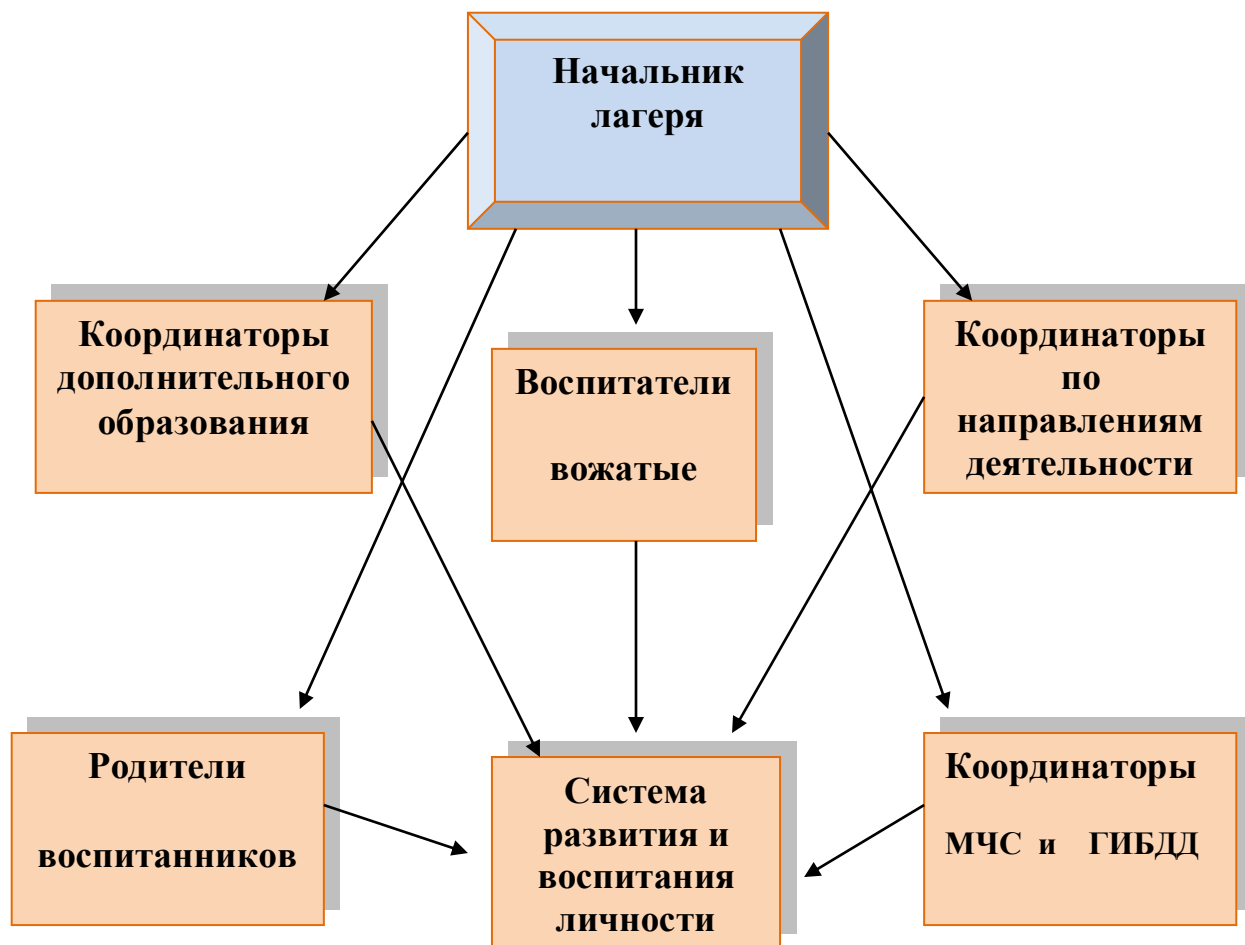 Начальник
лагеря
Координаторы
дополнительного
образования
Воспитатели
вожатые
Координаторы
по
направлениям
деятельности
Родители
воспитанников
Система
развития и
воспитания
личности
Координаторы
МЧС и ГИБДД